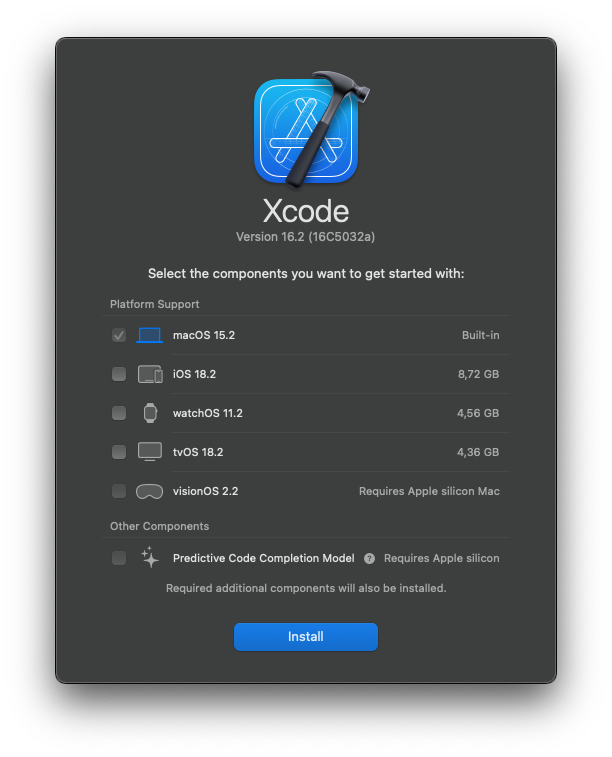 Xcode
Version 16.2 (16C5032a)
Select the components you want to get started with:
Platform Support
macOS 15.2 Built-in
iOS 18.2 8,72 GB
watchOS 11.2 4,56 GB
tvOS 18.2 4,36 GB
visionOS 2.2 Requires Apple silicon Mac
Other Components
Predictive Code Completion Model ? Requires Apple silicon
Required additional components will also be installed.
Install